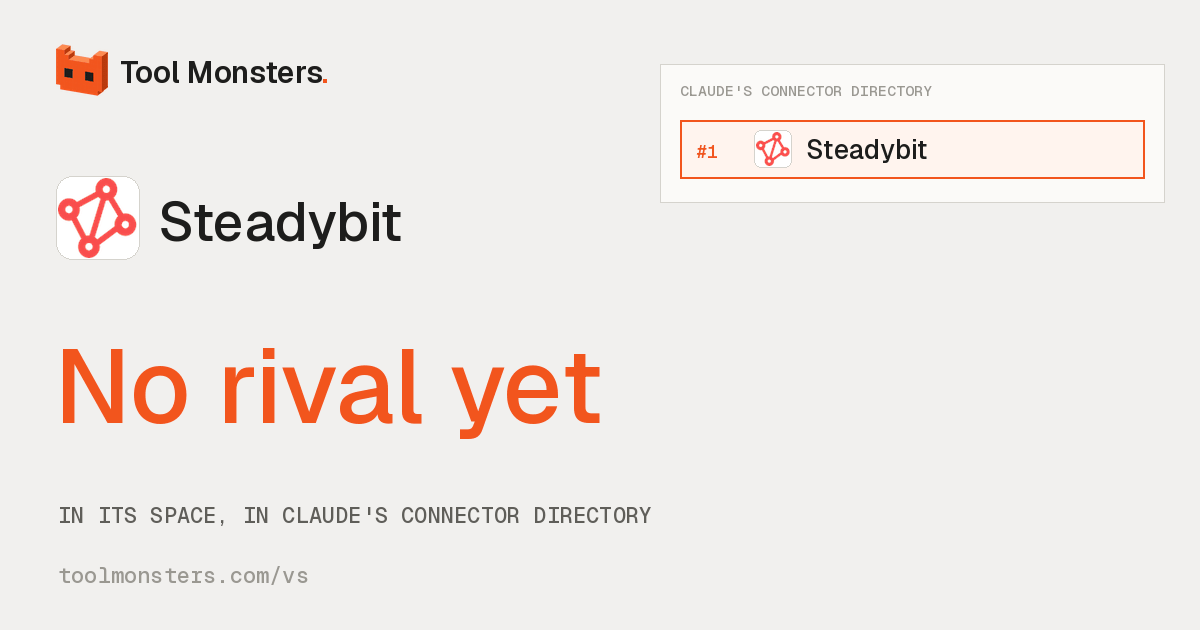 Tool Monsters.
Steadybit
No rival yet
IN ITS SPACE, IN CLAUDE'S CONNECTOR DIRECTORY
toolmonsters.com/vs
CLAUDE'S CONNECTOR DIRECTORY
#1 Steadybit